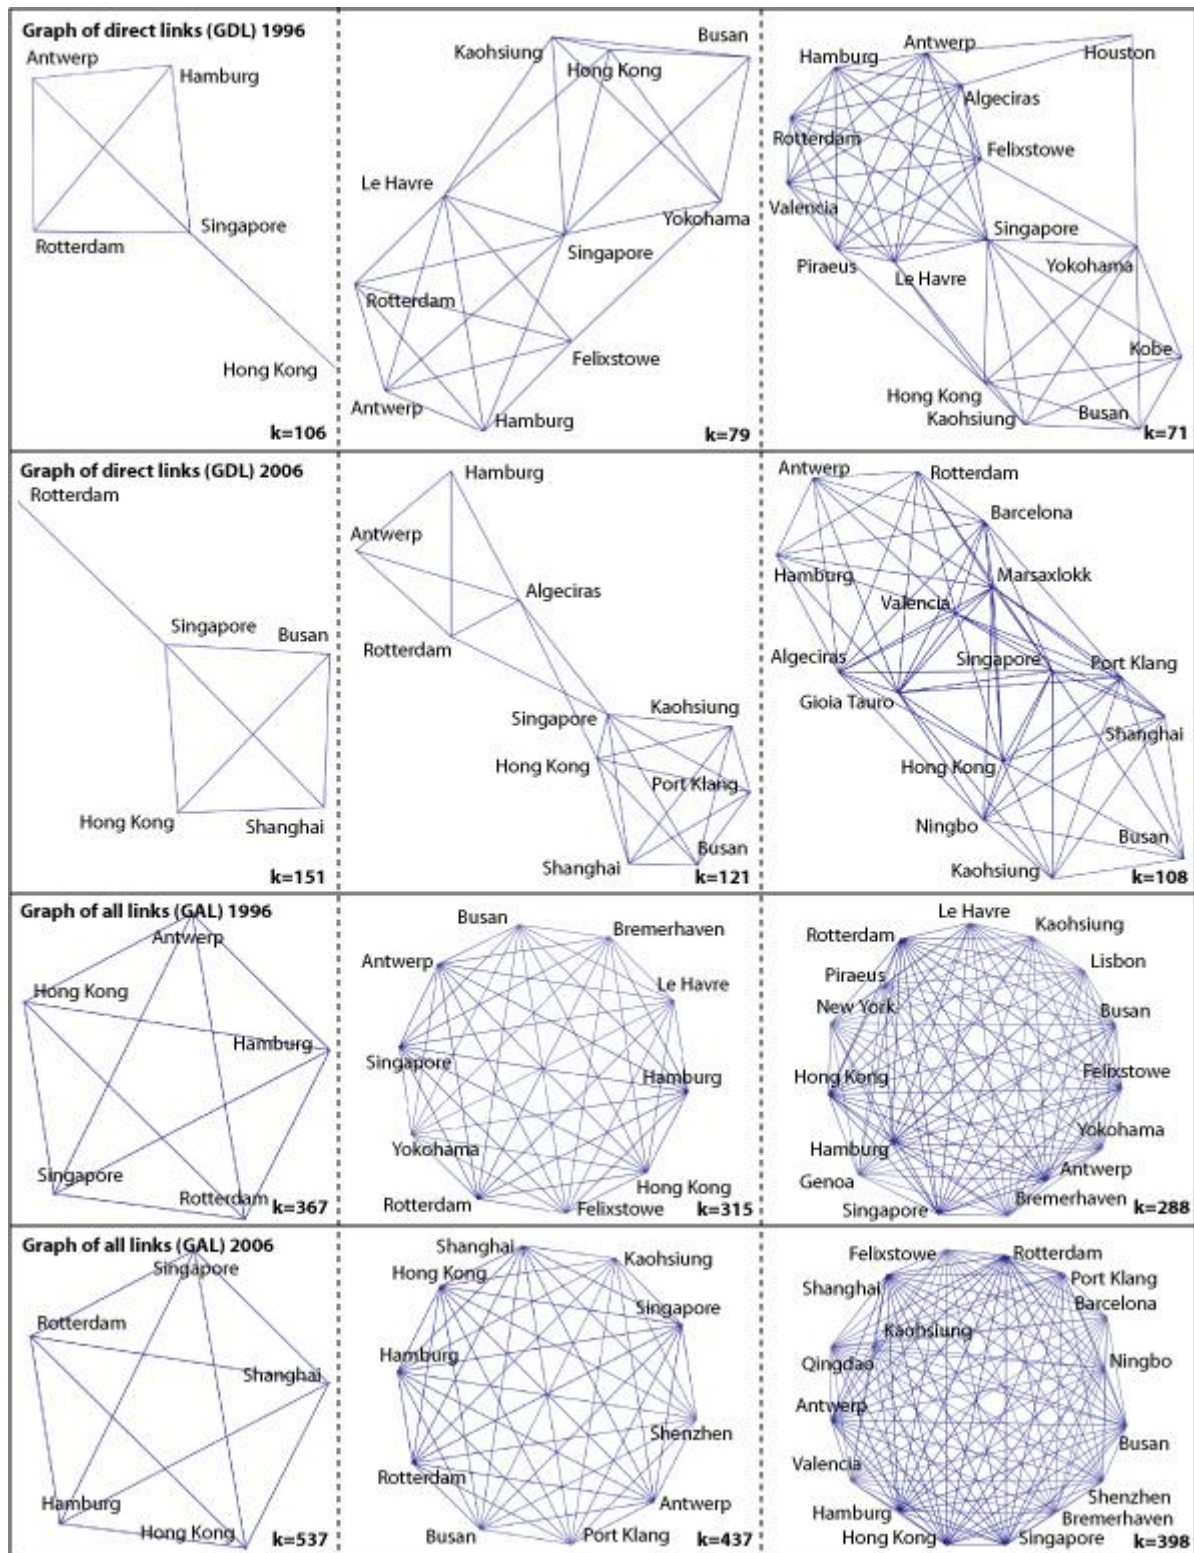 Graph of direct links (GDL) 1996
Antwerp
Hamburg
Singapore
Rotterdam
Hong Kong
k=106
Busan
Kaohsiung
Hong Kong
Le Havre
Yokohama
Singapore
Rotterdam
Felixstowe
Antwerp
Hamburg
k=79
Antwerp
Hamburg
Houston
Algeciras
Rotterdam
Felixstowe
Valencia
Singapore
Piraeus
Le Havre
Yokohama
Kobe
Hong Kong
Kaohsiung
Busan
k=71
Graph of direct links (GDL) 2006
Rotterdam
Singapore
Busan
Hong Kong
Shanghai
k=151
Hamburg
Antwerp
Algeciras
Rotterdam
Singapore
Kaohsiung
Hong Kong
Port Klang
Busan
Shanghai
k=121
Antwerp
Rotterdam
Barcelona
Hamburg
Marsaxlokk
Valencia
Algeciras
Singapore
Port Klang
Gioia Tauro
Shanghai
Hong Kong
Ningbo
Busan
Kaohsiung
k=108
Graph of all links (GAL) 1996
Antwerp
Hong Kong
Hamburg
Singapore
Rotterdam
k=367
Busan
Bremerhaven
Antwerp
Le Havre
Singapore
Hamburg
Yokohama
Hong Kong
Rotterdam
Felixstowe
k=315
Le Havre
Kaohsiung
Rotterdam
Lisbon
Piraeus
New York
Busan
Hong Kong
Felixstowe
Yokohama
Hamburg
Antwerp
Genoa
Bremerhaven
Singapore
k=288
Graph of all links (GAL) 2006
Singapore
Rotterdam
Shanghai
Hamburg
Hong Kong
k=537
Shanghai
Kaohsiung
Hong Kong
Singapore
Hamburg
Shenzhen
Rotterdam
Antwerp
Busan
Port Klang
k=437
Felixstowe
Rotterdam
Shanghai
Port Klang
Barcelona
Kaohsiung
Qingdao
Ningbo
Antwerp
Busan
Valencia
Shenzhen
Hamburg
Bremerhaven
Hong Kong
Singapore
k=398